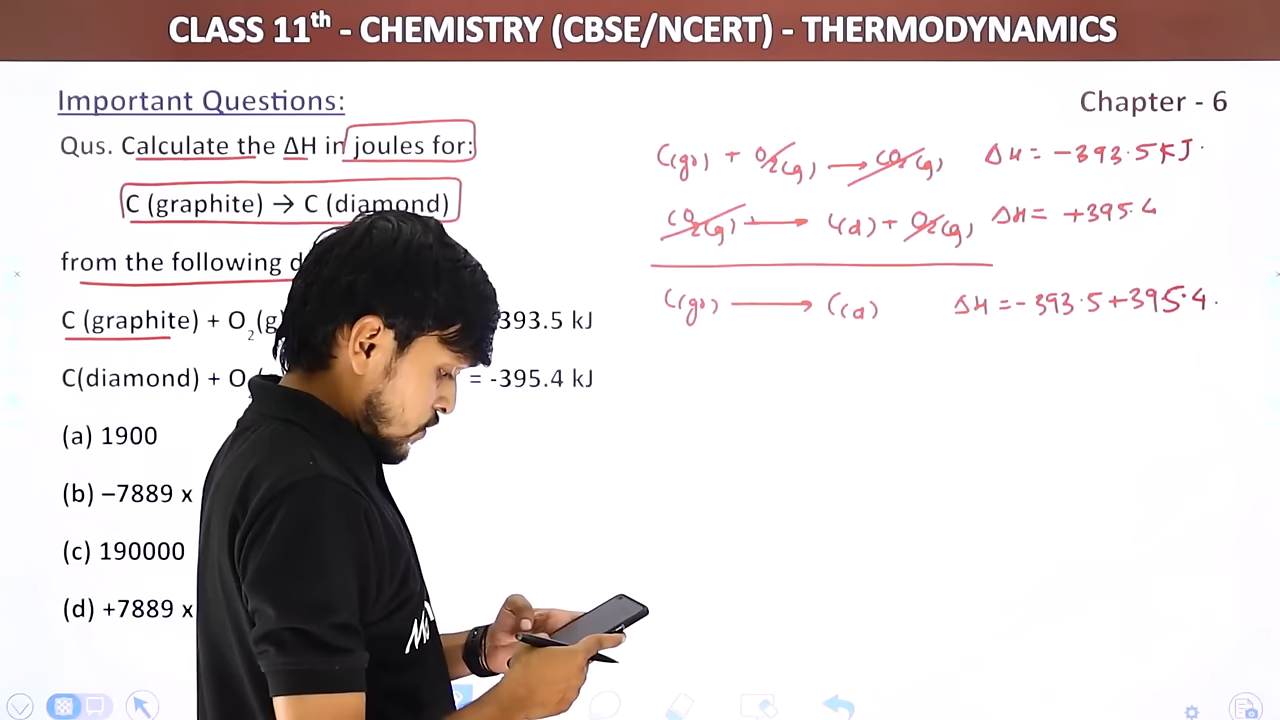 CLASS 11th - CHEMISTRY (CBSE/NCERT) - THERMODYNAMICS
Important Questions:
Chapter - 6
Qus. Calculate the ΔH in joules for:
C (graphite) → C (diamond)
from the following
C (graphite) + O2(g 393.5 kJ
C(diamond) + O = -395.4 kJ
(a) 1900
(b) –7889 x
(c) 190000
(d) +7889 x
C(gr) + O2(g) → CO2(g) ΔH = -393.5 KJ.
CO2(g) → C(d) + O2(g) ΔH = +395.4
C(gr) → C(d) ΔH = -393.5 + 395.4.